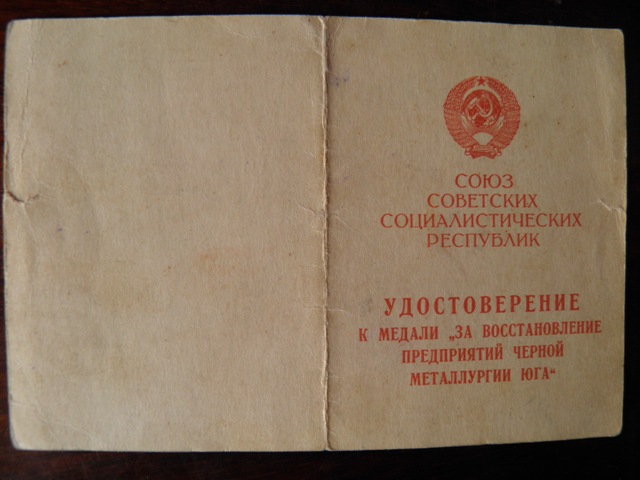 СОЮЗ
СОВЕТСКИХ
СОЦИАЛИСТИЧЕСКИХ
РЕСПУБЛИК
УДОСТОВЕРЕНИЕ
К МЕДАЛИ „ЗА ВОССТАНОВЛЕНИЕ
ПРЕДПРИЯТИЙ ЧЕРНОЙ
МЕТАЛЛУРГИИ ЮГА“